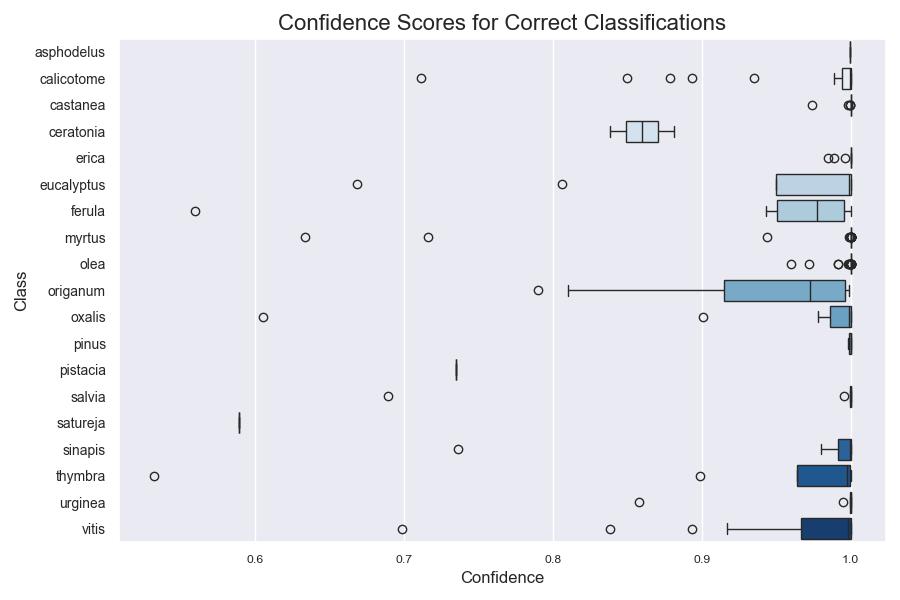 Confidence Scores for Correct Classifications
asphodelus
calicotome
castanea
ceratonia
erica
eucalyptus
ferula
myrtus
olea
origanum
oxalis
pinus
pistacia
salvia
satureja
sinapis
thymbra
urginea
vitis
Class
0.6 0.7 0.8 0.9 1.0
Confidence